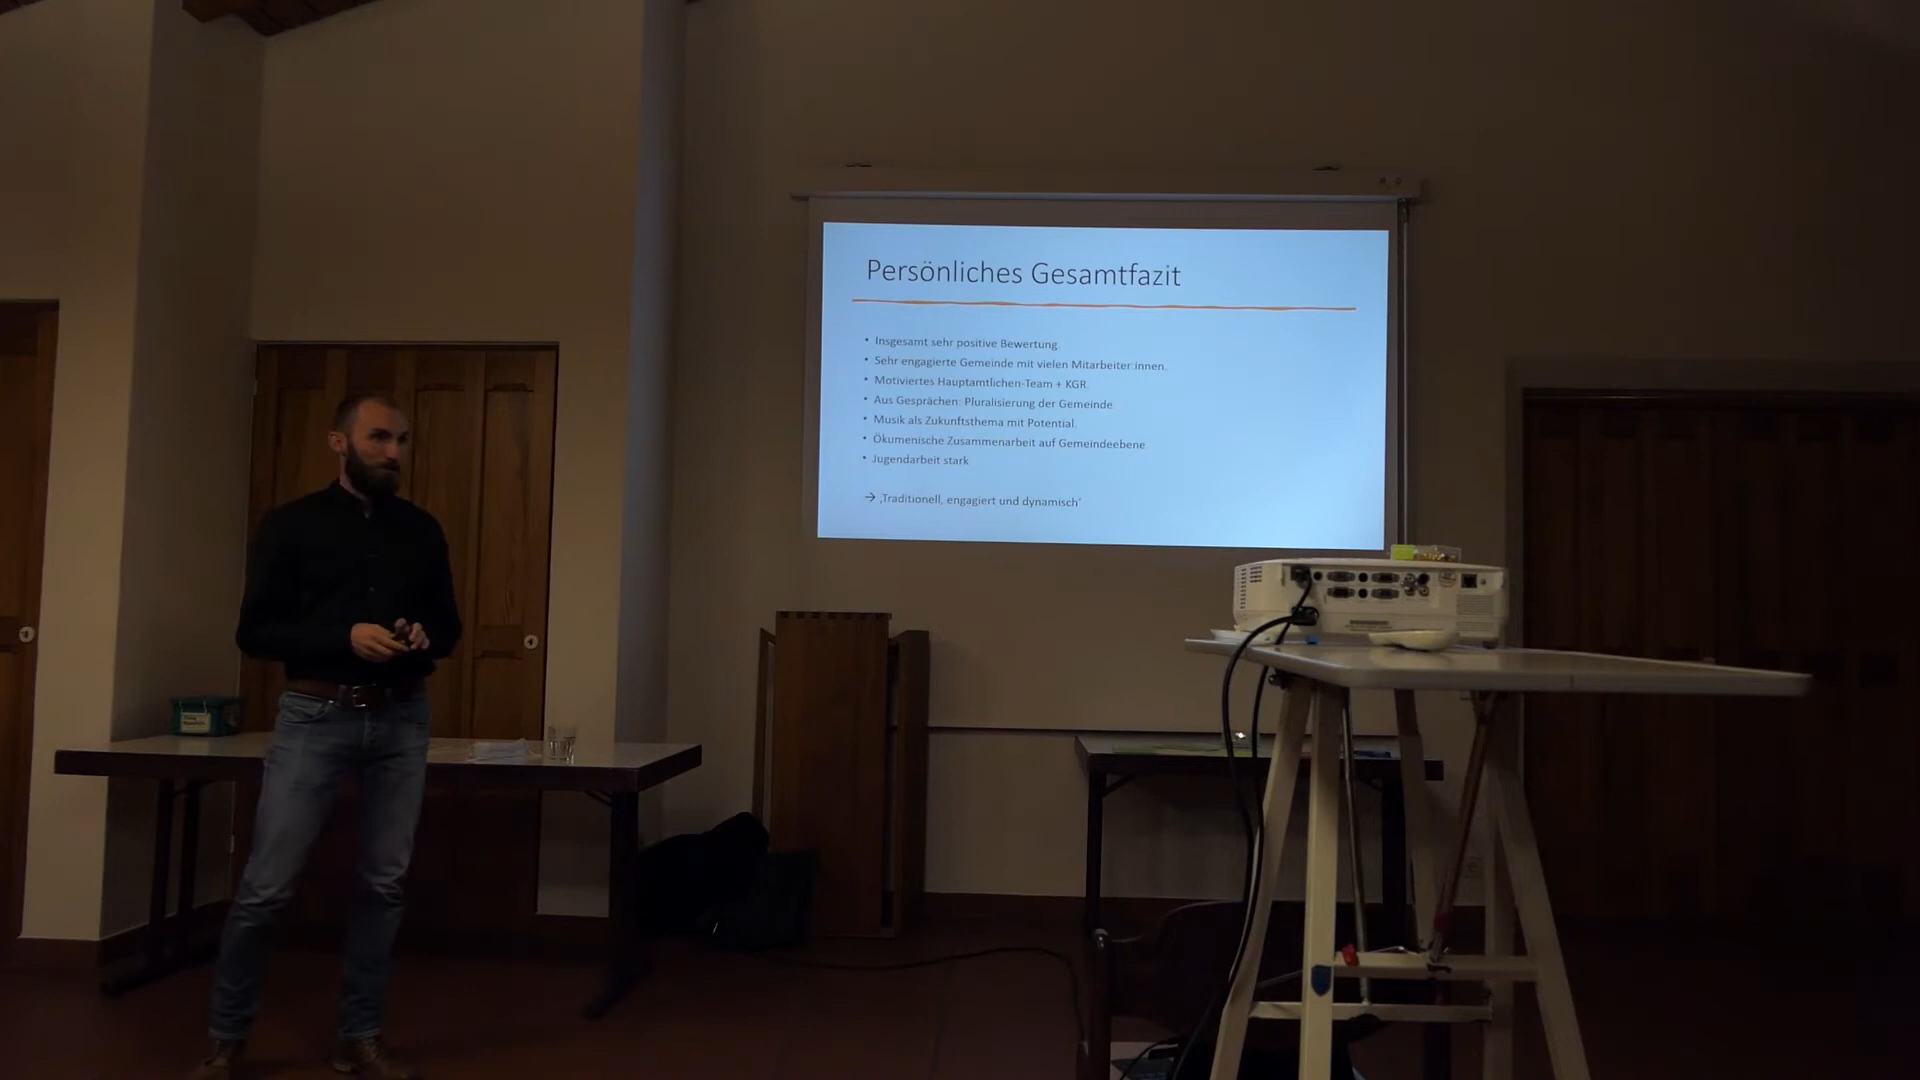 Persönliches Gesamtfazit
• Insgesamt sehr positive Bewertung.
• Sehr engagierte Gemeinde mit vielen Mitarbeiter:innen.
• Motiviertes Hauptamtlichen-Team + KGR.
• Aus Gesprächen: Pluralisierung der Gemeinde.
• Musik als Zukunftsthema mit Potential.
• Ökumenische Zusammenarbeit auf Gemeindeebene.
• Jugendarbeit stark
→ ‚Traditionell, engagiert und dynamisch‘